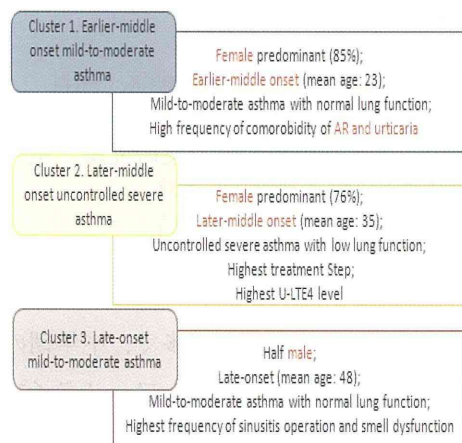 Cluster 1. Earlier-middle
onset mild-to-moderate
asthma
Female predominant (85%);
Earlier-middle onset (mean age: 23);
Mild-to-moderate asthma with normal lung function;
High frequency of comorbidity of AR and urticaria
Cluster 2. Later-middle
onset uncontrolled severe
asthma
Female predominant (76%);
Later-middle onset (mean age: 35);
Uncontrolled severe asthma with low lung function;
Highest treatment Step;
Highest U-LTE4 level
Cluster 3. Late-onset
mild-to-moderate asthma
Half male;
Late-onset (mean age: 48);
Mild-to-moderate asthma with normal lung function;
Highest frequency of sinusitis operation and smell dysfunction